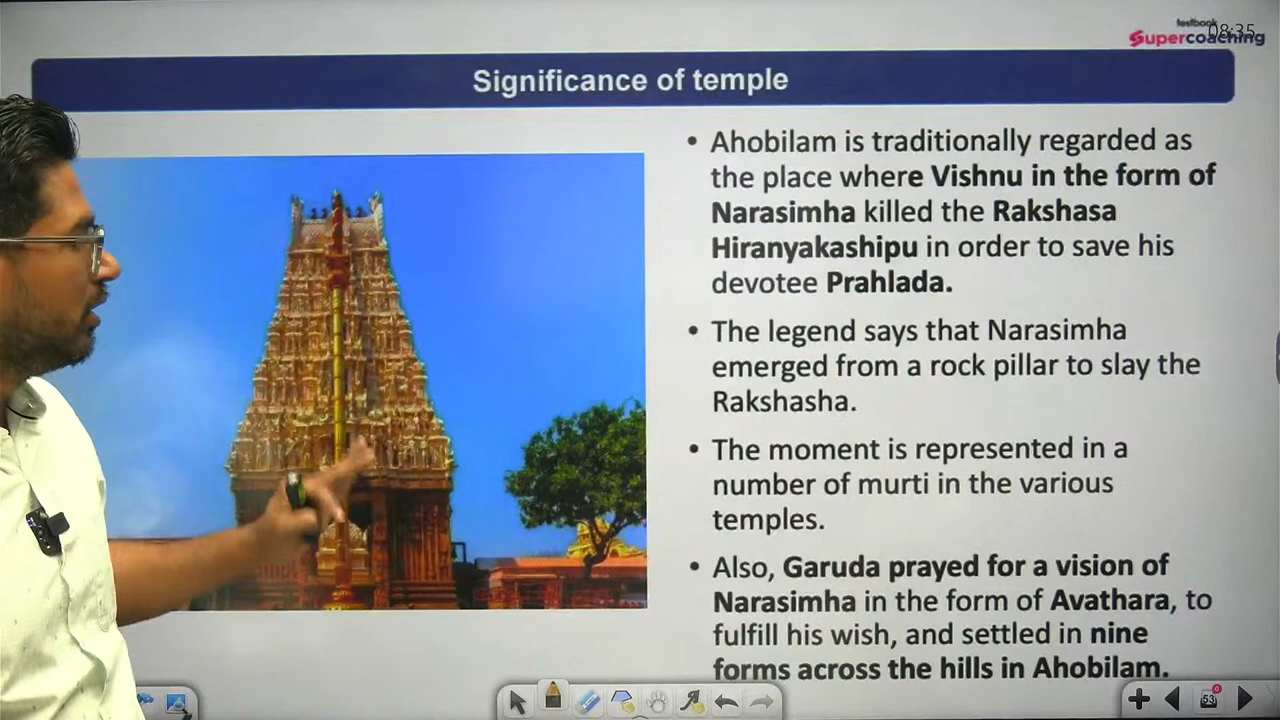 testbook
Supercoaching
08:35
Significance of temple
• Ahobilam is traditionally regarded as
the place where Vishnu in the form of
Narasimha killed the Rakshasa
Hiranyakashipu in order to save his
devotee Prahlada.
• The legend says that Narasimha
emerged from a rock pillar to slay the
Rakshasha.
• The moment is represented in a
number of murti in the various
temples.
• Also, Garuda prayed for a vision of
Narasimha in the form of Avathara, to
fulfill his wish, and settled in nine
forms across the hills in Ahobilam.
53